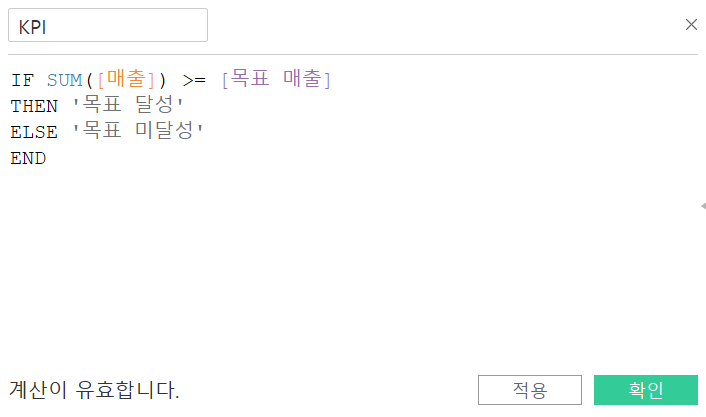 KPI
IF SUM([매출]) >= [목표 매출]
THEN '목표 달성'
ELSE '목표 미달성'
END
계산이 유효합니다.
적용
확인